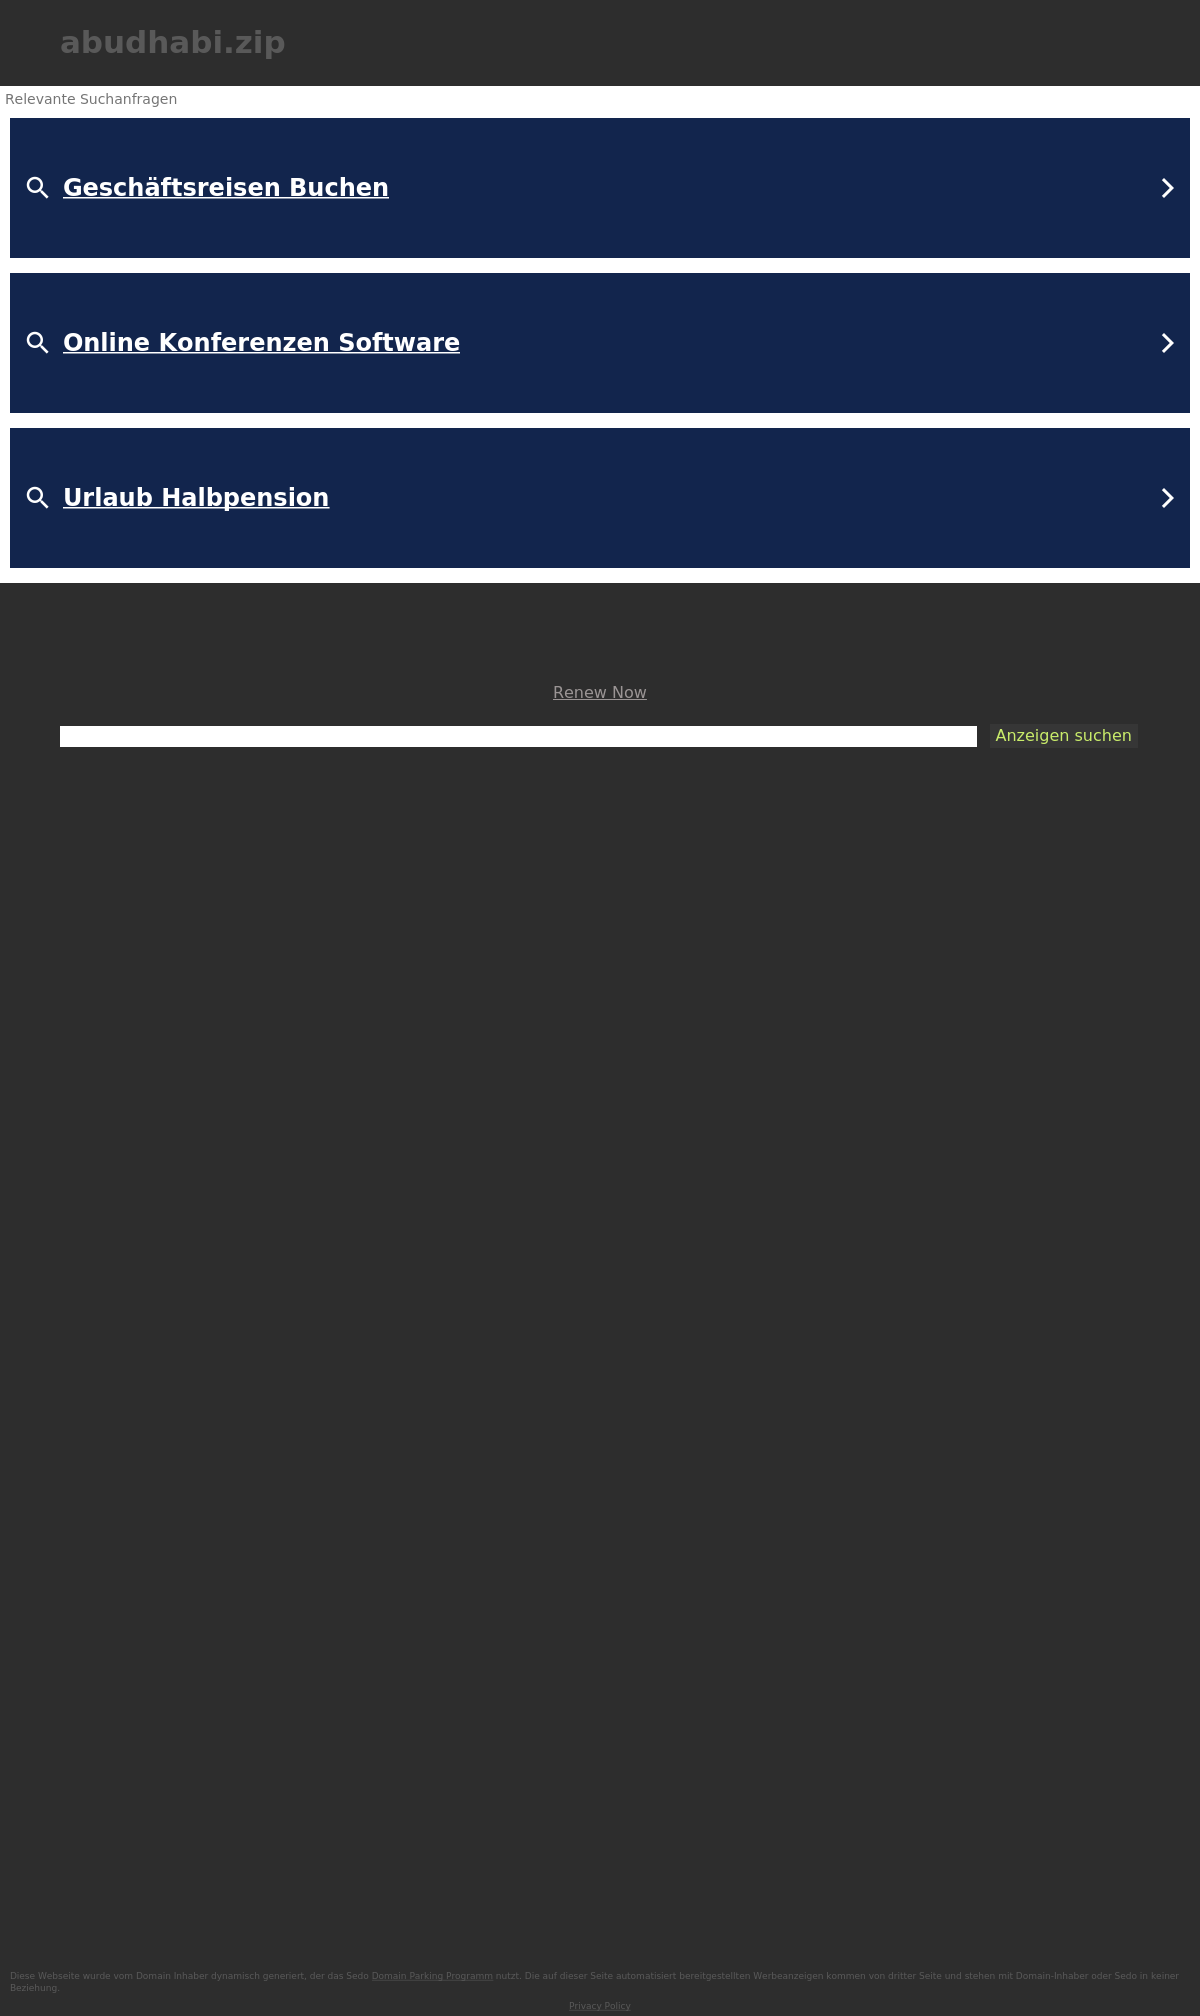 abudhabi.zip
Relevante Suchanfragen
Geschäftsreisen Buchen
Online Konferenzen Software
Urlaub Halbpension
Renew Now
Anzeigen suchen
Diese Webseite wurde vom Domain Inhaber dynamisch generiert, der das Sedo Domain Parking Programm nutzt. Die auf dieser Seite automatisiert bereitgestellten Werbeanzeigen kommen von dritter Seite und stehen mit Domain-Inhaber oder Sedo in keiner
Beziehung.
Privacy Policy